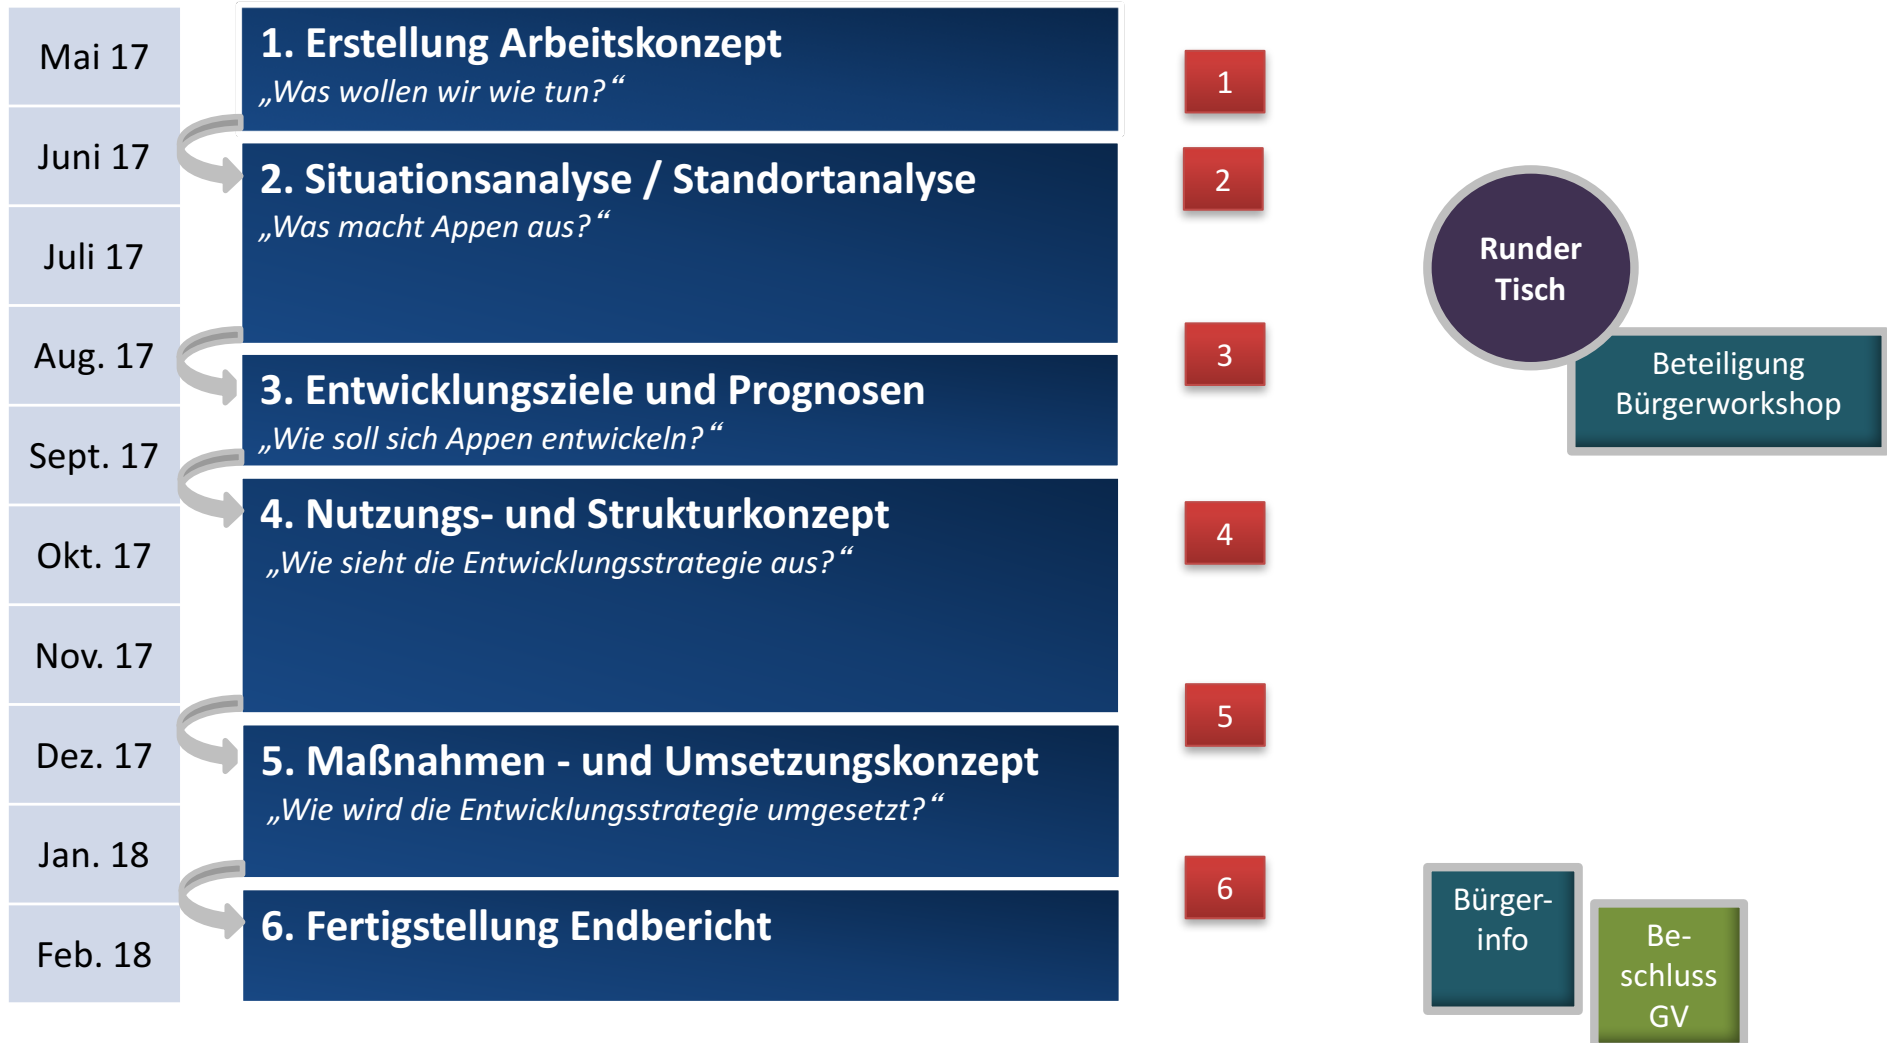 Mai 17
Juni 17
Juli 17
Aug. 17
Sept. 17
Okt. 17
Nov. 17
Dez. 17
Jan. 18
Feb. 18
1. Erstellung Arbeitskonzept
„Was wollen wir wie tun?“
2. Situationsanalyse / Standortanalyse
„Was macht Appen aus?“
3. Entwicklungsziele und Prognosen
„Wie soll sich Appen entwickeln?“
4. Nutzungs- und Strukturkonzept
„Wie sieht die Entwicklungsstrategie aus?“
5. Maßnahmen - und Umsetzungskonzept
„Wie wird die Entwicklungsstrategie umgesetzt?“
6. Fertigstellung Endbericht
1
2
3
4
5
6
Runder
Tisch
Beteiligung
Bürgerworkshop
Bürger-
info
Be-
schluss
GV